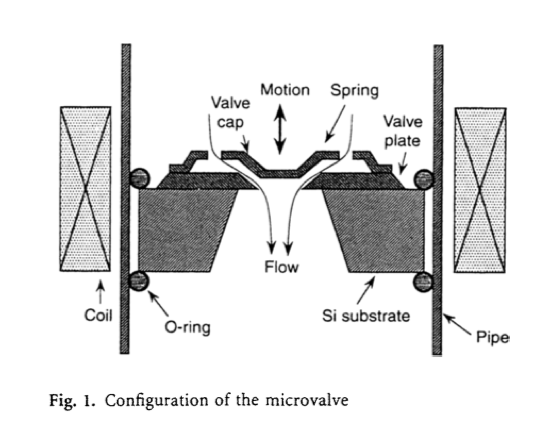 Motion
Spring
Valve
cap
Valve
plate
Flow
Coil
O-ring
Si substrate
Pipe
Fig. 1. Configuration of the microvalve